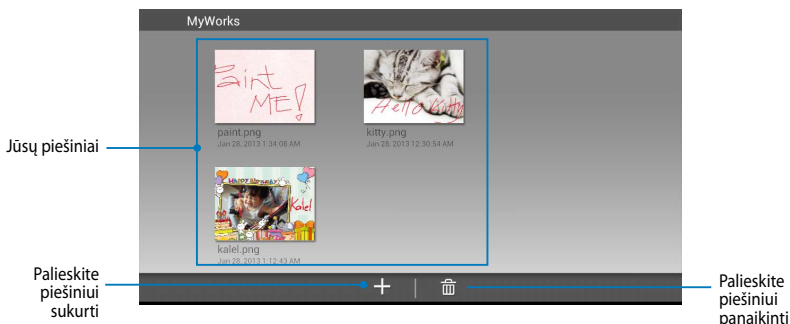 MyWorks
Paint
ME!
paint.png
Jan 28, 2013 1:34:08 AM
Hello Kitty
kitty.png
Jan 28, 2013 12:30:54 AM
Jūsų piešiniai
HAPPY BIRTHDAY
Kalel
kalel.png
Jan 28, 2013 1:12:43 AM
Palieskite
piešiniui
sukurti
Palieskite
piešiniui
panaikinti